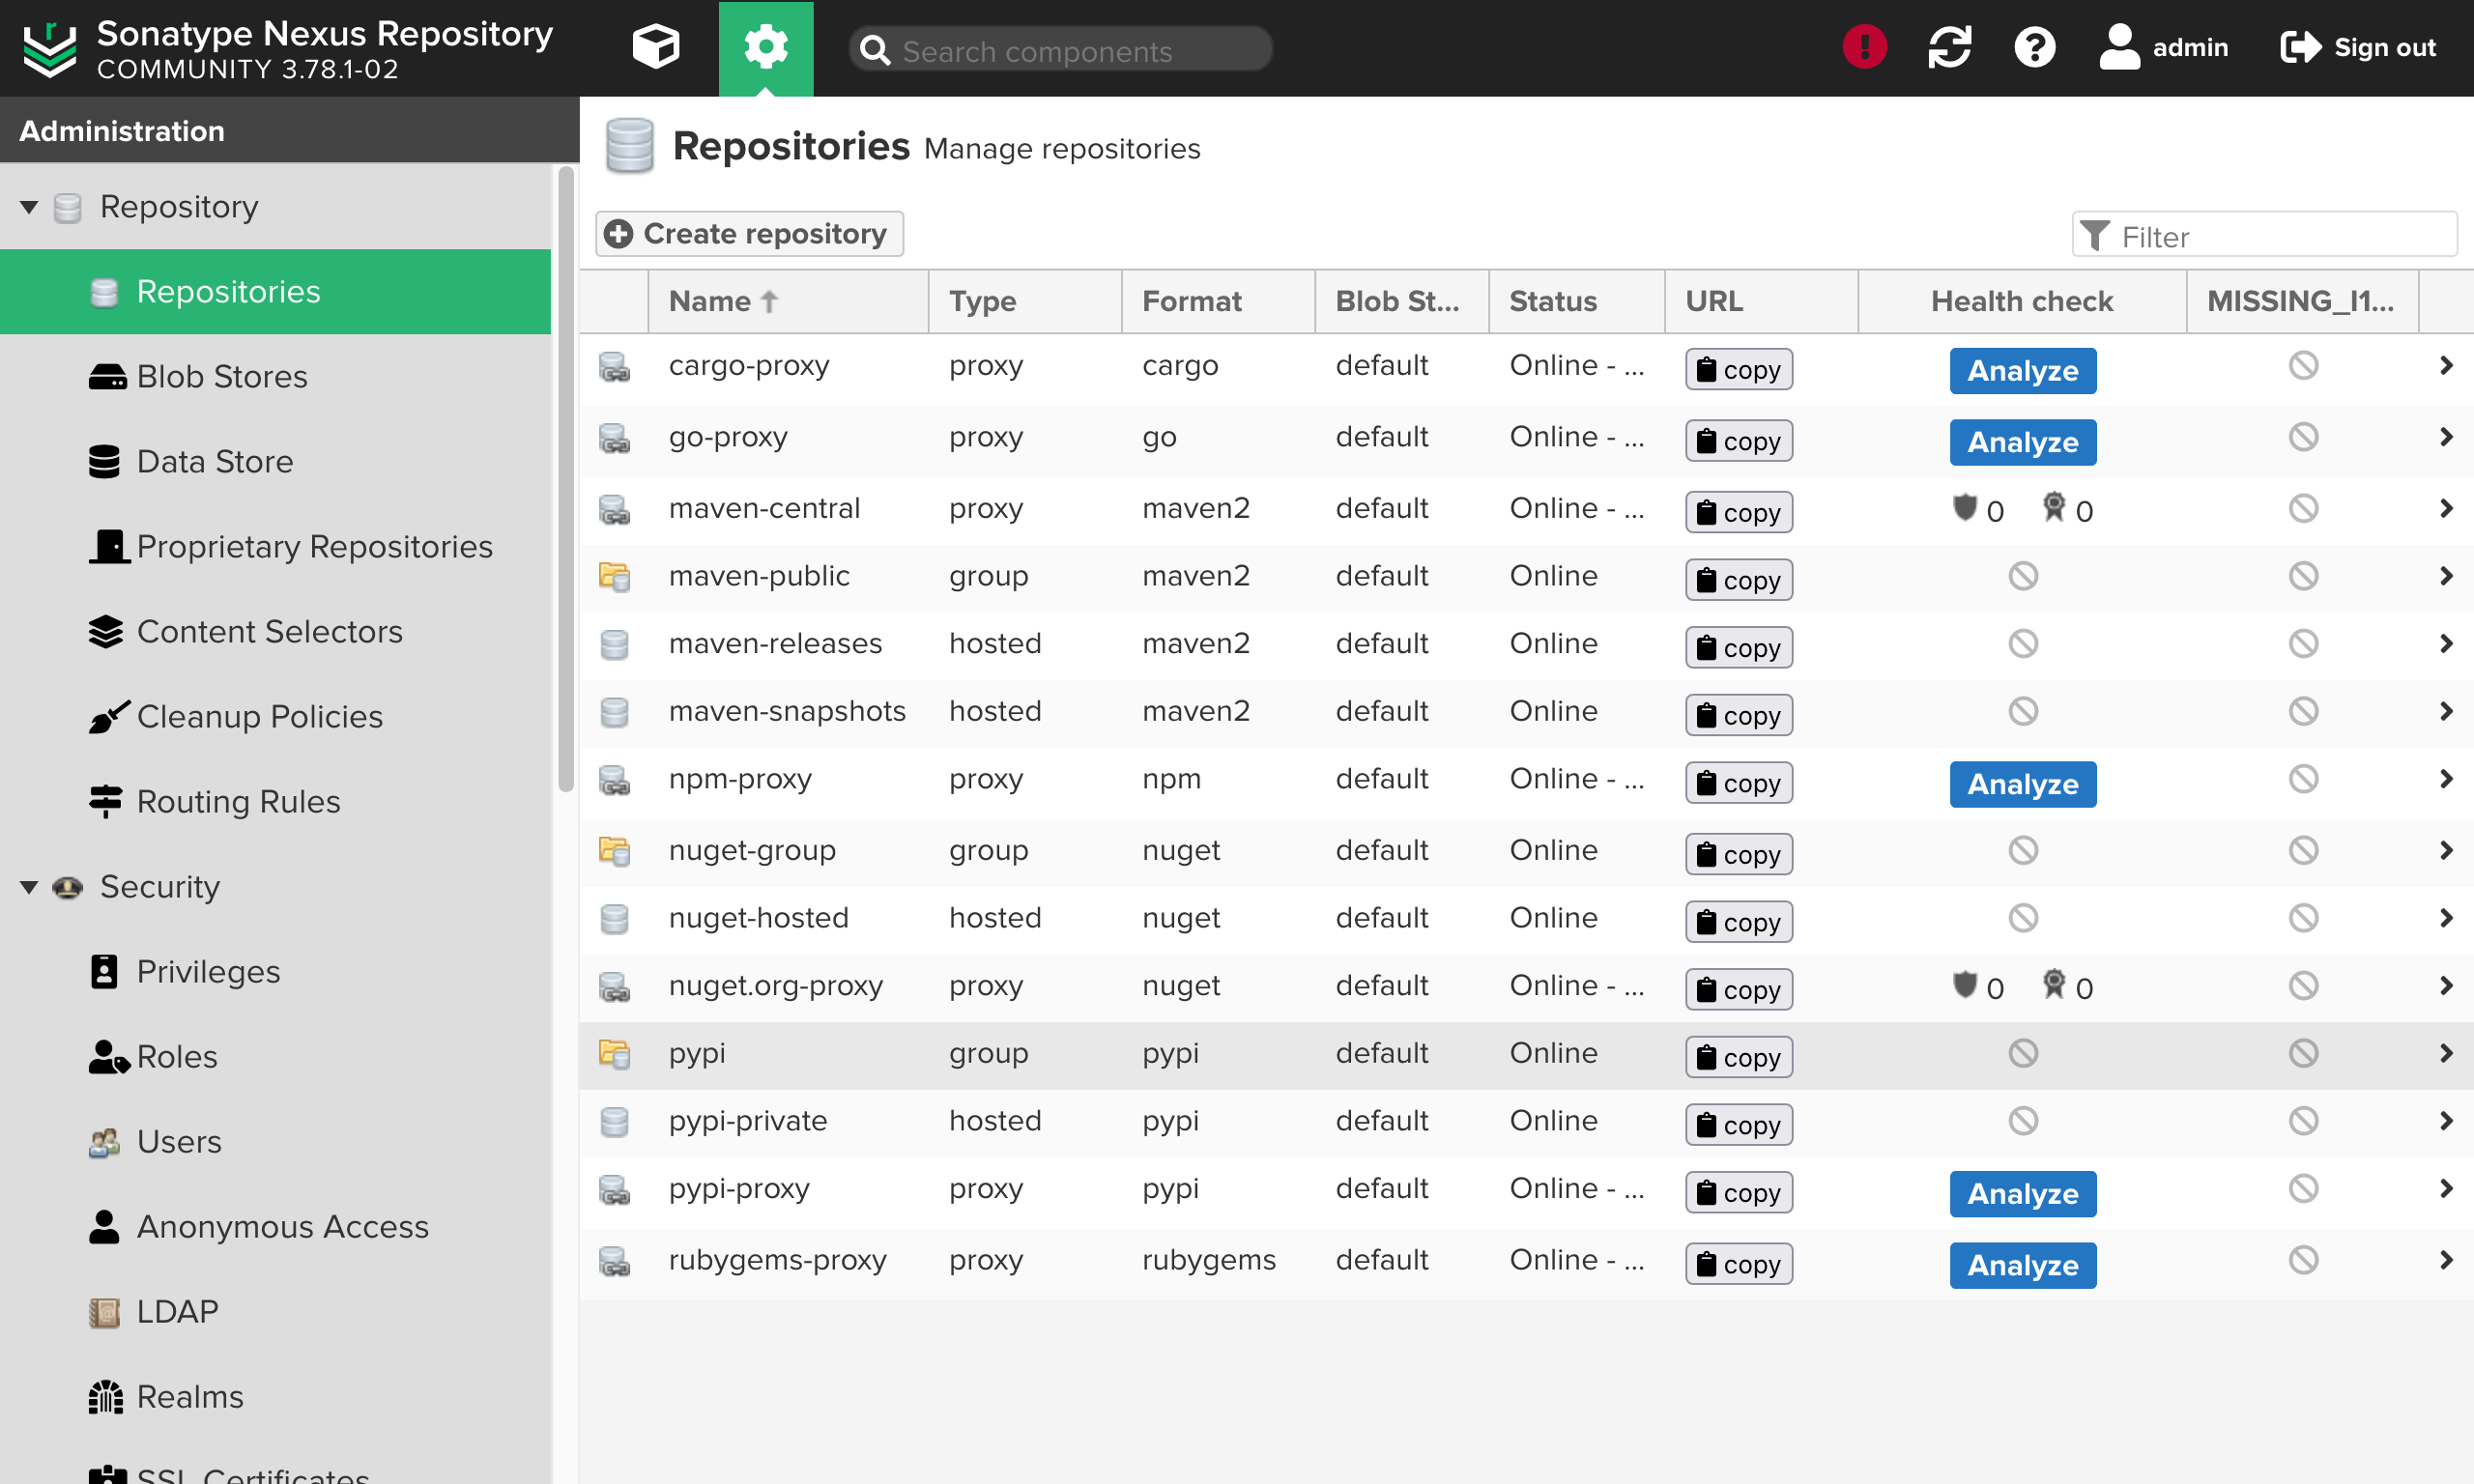 Sonatype Nexus Repository
COMMUNITY 3.78.1-02
Search components
admin
Sign out
Administration
Repository
Repositories
Blob Stores
Data Store
Proprietary Repositories
Content Selectors
Cleanup Policies
Routing Rules
Security
Privileges
Roles
Users
Anonymous Access
LDAP
Realms
SSL Certificates
Repositories Manage repositories
Create repository
Filter
Name Type Format Blob St... Status URL Health check MISSING_I1...
cargo-proxy proxy cargo default Online - ... copy Analyze
go-proxy proxy go default Online - ... copy Analyze
maven-central proxy maven2 default Online - ... copy 0 0
maven-public group maven2 default Online copy
maven-releases hosted maven2 default Online copy
maven-snapshots hosted maven2 default Online copy
npm-proxy proxy npm default Online - ... copy Analyze
nuget-group group nuget default Online copy
nuget-hosted hosted nuget default Online copy
nuget.org-proxy proxy nuget default Online - ... copy 0 0
pypi group pypi default Online copy
pypi-private hosted pypi default Online copy
pypi-proxy proxy pypi default Online - ... copy Analyze
rubygems-proxy proxy rubygems default Online - ... copy Analyze